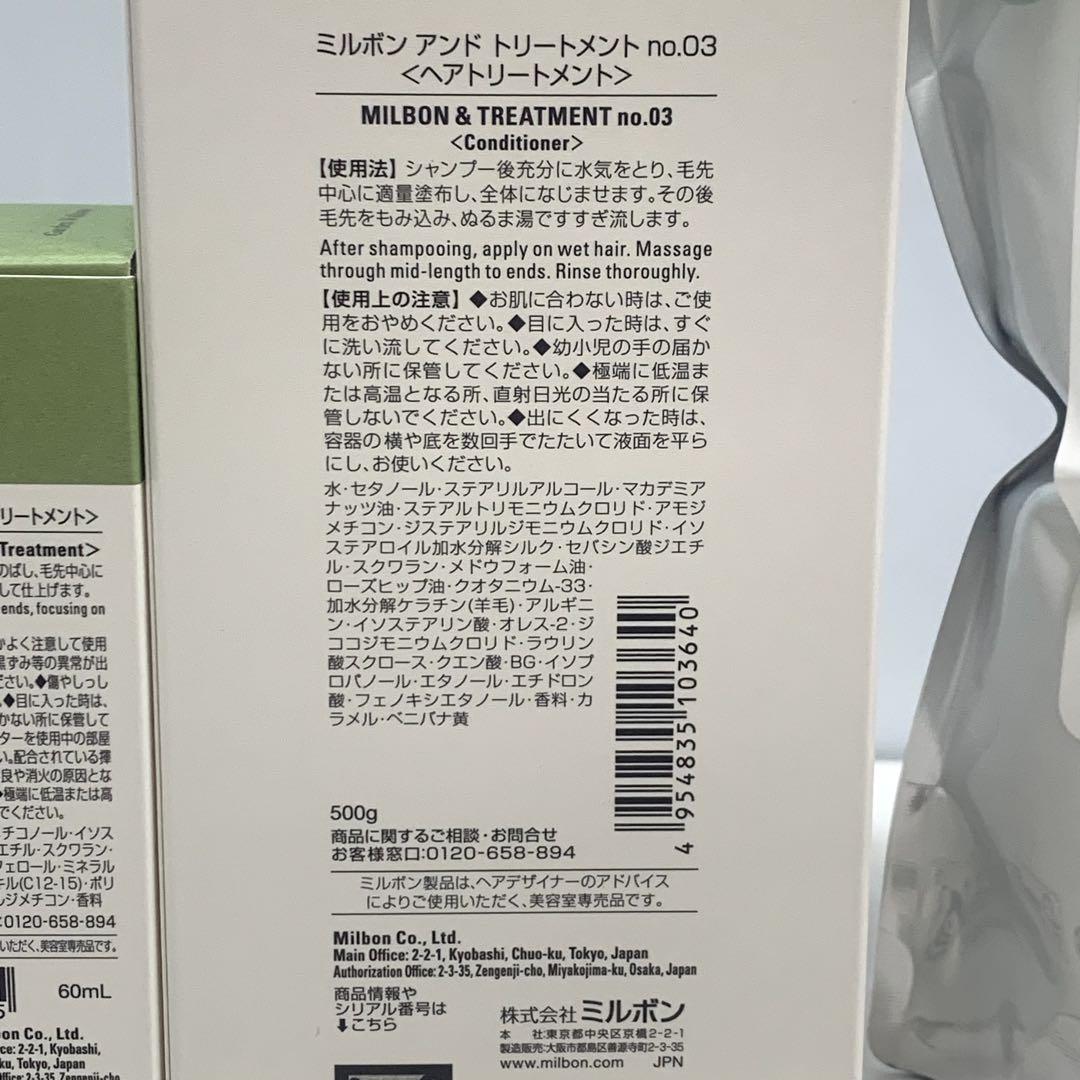 ミルボン アンド トリートメント no.03
<ヘアトリートメント>
MILBON & TREATMENT no.03
<Conditioner>
【使用法】シャンプー後充分に水気をとり、毛先
中心に適量塗布し、全体になじませます。その後
毛先をもみ込み、ぬるま湯ですすぎ流します。
After shampooing, apply on wet hair. Massage
through mid-length to ends. Rinse thoroughly.
【使用上の注意】◆お肌に合わない時は、ご使
用をおやめください。◆目に入った時は、すぐ
に洗い流してください。◆幼小児の手の届か
ない所に保管してください。◆極端に低温ま
たは高温となる所、直射日光の当たる所に保
管しないでください。◆出にくくなった時は、
容器の横や底を数回手でたたいて液面を平ら
にし、お使いください。
水・セタノール・ステアリルアルコール・マカデミア
ナッツ油・ステアルトリモニウムクロリド・アモジ
メチコン・ジステアリルジモニウムクロリド・イソ
ステアロイル加水分解シルク・セバシン酸ジエチ
ル・スクワラン・メドウフォーム油・
ローズヒップ油・クオタニウム-33・
加水分解ケラチン(羊毛)・アルギニ
ン・イソステアリン酸・オレス-2・ジ
ココジモニウムクロリド・ラウリン
酸スクロース・クエン酸・BG・イソプ
ロパノール・エタノール・エチドロン
酸・フェノキシエタノール・香料・カ
ラメル・ベニバナ黄
4 954835 103640
500g
商品に関するご相談・お問合せ
お客様窓口:0120-658-894
ミルボン製品は、ヘアデザイナーのアドバイス
によりご使用いただく、美容室専売品です。
Milbon Co., Ltd.
Main Office: 2-2-1, Kyobashi, Chuo-ku, Tokyo, Japan
Authorization Office: 2-3-35, Zengenji-cho, Miyakojima-ku, Osaka, Japan
商品情報や
シリアル番号は
⬇こちら
株式会社 ミルボン
本 社:東京都中央区京橋2-2-1
製造販売:大阪市都島区善源寺町2-3-35
www.milbon.com JPN
リートメント>
Treatment>
のばし、毛先中心に
して仕上げます。
ends, focusing on
かよく注意して使用
黒ずみ等の異常が出
ださい。◆傷やしっし
◆目に入った時は、
かない所に保管して
ターを使用中の部屋
い。配合されている揮
良や消火の原因とな
◆極端に低温または高
でください。
チコノール・イソス
エチル・スクワラン・
フェロール・ミネラル
キル(C12-15)・ポリ
レジメチコン・香料
:0120-658-894
いただく、美容室専売品です。
60mL
on Co., Ltd.
ce: 2-2-1, Kyobashi,
ku, Tokyo, Japan
ffice: 2-3-35, Zengenji-cho